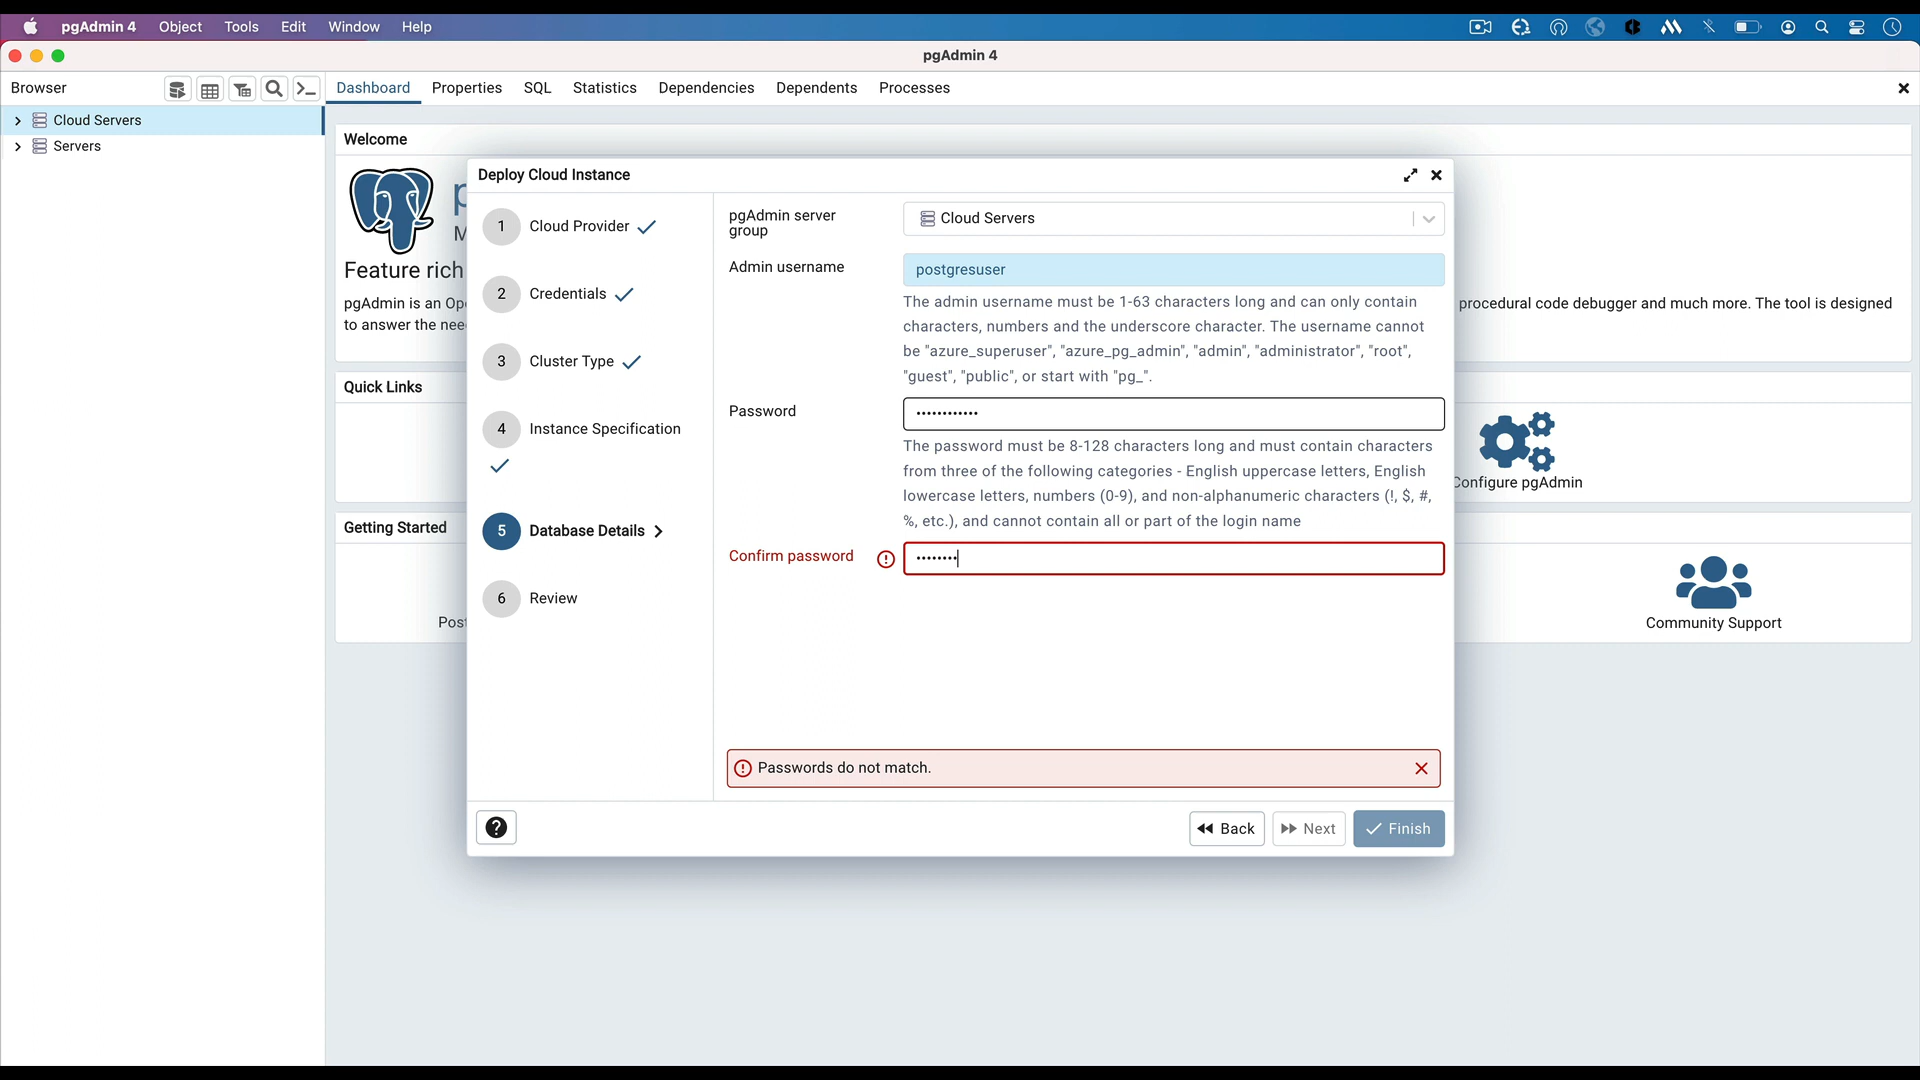 pgAdmin 4 Object Tools Edit Window Help
pgAdmin 4
Browser
Dashboard Properties SQL Statistics Dependencies Dependents Processes
Cloud Servers
Servers
Welcome
Feature rich
pgAdmin is an Op
procedural code debugger and much more. The tool is designed
to answer the nee
Quick Links
Configure pgAdmin
Getting Started
Post
Community Support
Deploy Cloud Instance
1 Cloud Provider
2 Credentials
3 Cluster Type
4 Instance Specification
5 Database Details
6 Review
pgAdmin server
group
Cloud Servers
Admin username
postgresuser
The admin username must be 1-63 characters long and can only contain
characters, numbers and the underscore character. The username cannot
be "azure_superuser", "azure_pg_admin", "admin", "administrator", "root",
"guest", "public", or start with "pg_".
Password
••••••••••••
The password must be 8-128 characters long and must contain characters
from three of the following categories - English uppercase letters, English
lowercase letters, numbers (0-9), and non-alphanumeric characters (!, $, #,
%, etc.), and cannot contain all or part of the login name
Confirm password
••••••••
Passwords do not match.
? Back Next Finish